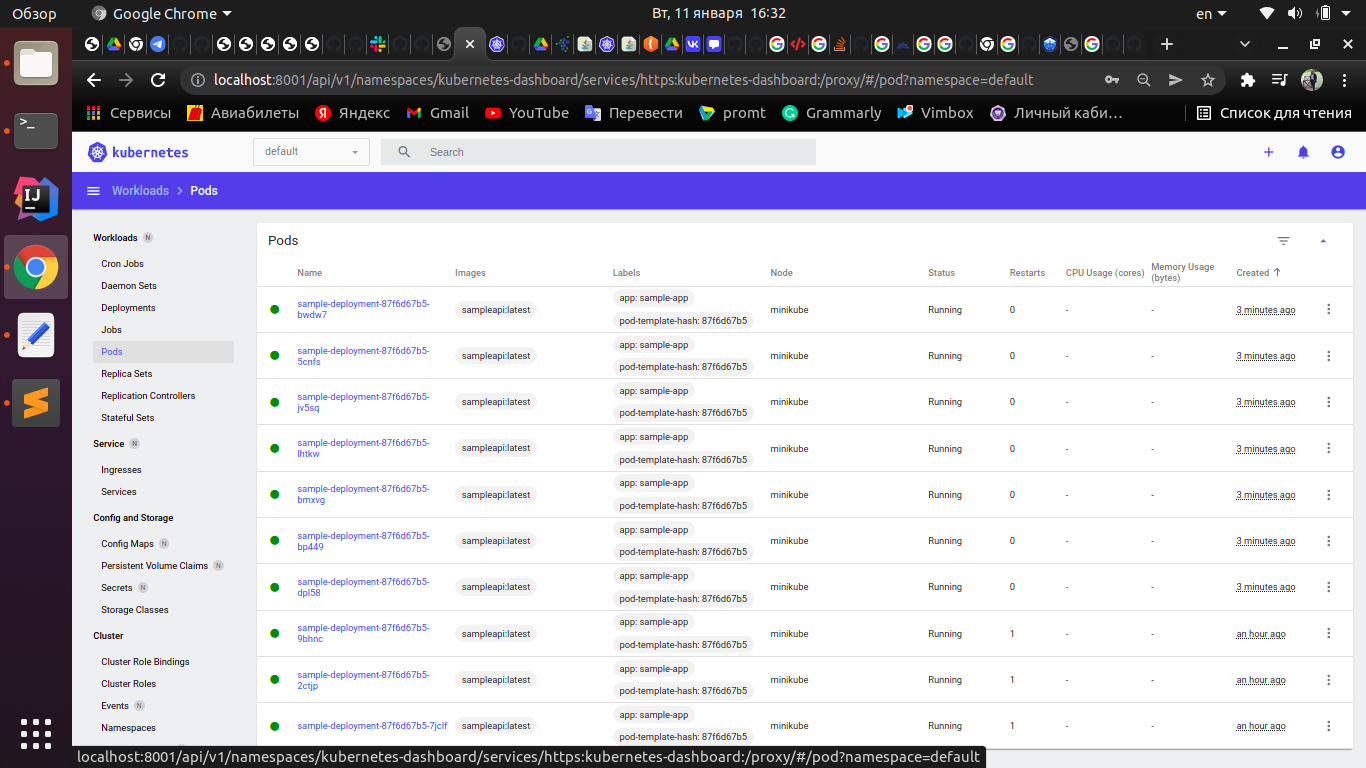 Обзор
Google Chrome
Вт, 11 января 16:32
en
localhost:8001/api/v1/namespaces/kubernetes-dashboard/services/https:kubernetes-dashboard:/proxy/#/pod?namespace=default
Сервисы
Авиабилеты
Яндекс
Gmail
YouTube
Перевести
promt
Grammarly
Vimbox
Личный каби…
Список для чтения
kubernetes
default
Search
Workloads > Pods
Workloads N
Cron Jobs
Daemon Sets
Deployments
Jobs
Pods
Replica Sets
Replication Controllers
Stateful Sets
Service N
Ingresses
Services
Config and Storage
Config Maps N
Persistent Volume Claims N
Secrets N
Storage Classes
Cluster
Cluster Role Bindings
Cluster Roles
Events N
Namespaces
Pods
Name Images Labels Node Status Restarts CPU Usage (cores) Memory Usage (bytes) Created
sample-deployment-87f6d67b5-bwdw7 sampleapi:latest app: sample-app pod-template-hash: 87f6d67b5 minikube Running 0 - - 3 minutes ago
sample-deployment-87f6d67b5-5cnfs sampleapi:latest app: sample-app pod-template-hash: 87f6d67b5 minikube Running 0 - - 3 minutes ago
sample-deployment-87f6d67b5-jv5sq sampleapi:latest app: sample-app pod-template-hash: 87f6d67b5 minikube Running 0 - - 3 minutes ago
sample-deployment-87f6d67b5-lhtkw sampleapi:latest app: sample-app pod-template-hash: 87f6d67b5 minikube Running 0 - - 3 minutes ago
sample-deployment-87f6d67b5-bmxvg sampleapi:latest app: sample-app pod-template-hash: 87f6d67b5 minikube Running 0 - - 3 minutes ago
sample-deployment-87f6d67b5-bp449 sampleapi:latest app: sample-app pod-template-hash: 87f6d67b5 minikube Running 0 - - 3 minutes ago
sample-deployment-87f6d67b5-dpl58 sampleapi:latest app: sample-app pod-template-hash: 87f6d67b5 minikube Running 0 - - 3 minutes ago
sample-deployment-87f6d67b5-9bhnc sampleapi:latest app: sample-app pod-template-hash: 87f6d67b5 minikube Running 1 - - an hour ago
sample-deployment-87f6d67b5-2ctjp sampleapi:latest app: sample-app pod-template-hash: 87f6d67b5 minikube Running 1 - - an hour ago
sample-deployment-87f6d67b5-7jclf sampleapi:latest app: sample-app pod-template-hash: 87f6d67b5 minikube Running 1 - - an hour ago
localhost:8001/api/v1/namespaces/kubernetes-dashboard/services/https:kubernetes-dashboard:/proxy/#/pod?namespace=default